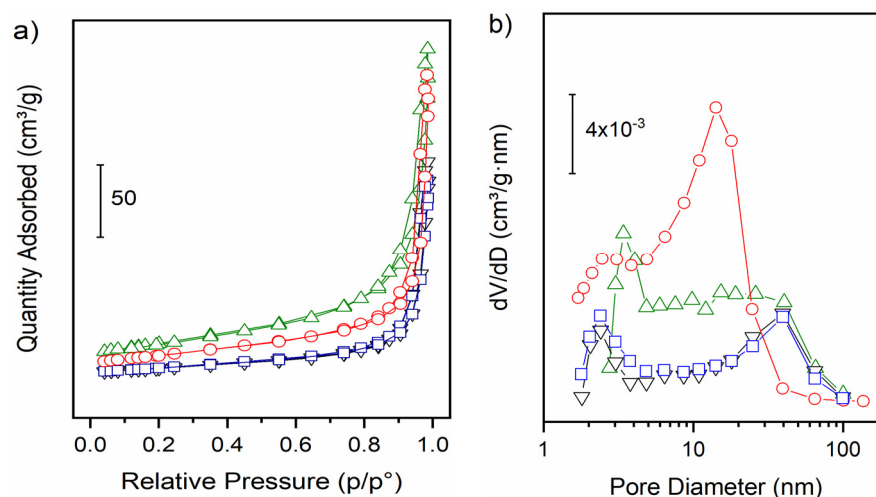 a)
Quantity Adsorbed (cm³/g)
50
0.0 0.2 0.4 0.6 0.8 1.0
Relative Pressure (p/p°)
b)
dV/dD (cm³/g·nm)
4x10⁻³
1 10 100
Pore Diameter (nm)